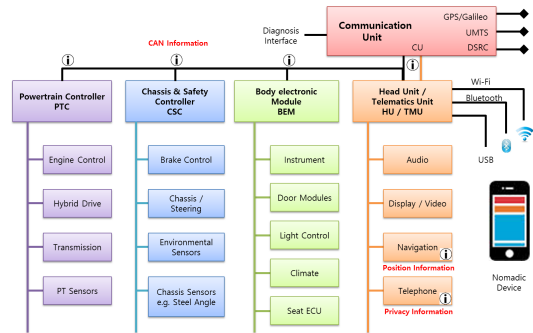 GPS/Galileo
Communication
Unit
UMTS
Diagnosis
Interface
DSRC
CU
CAN Information
Wi-Fi
Bluetooth
USB
Powertrain Controller
PTC
Chassis & Safety
Controller
CSC
Body electronic
Module
BEM
Head Unit /
Telematics Unit
HU / TMU
Engine Control
Hybrid Drive
Transmission
PT Sensors
Brake Control
Chassis /
Steering
Environmental
Sensors
Chassis Sensors
e.g. Steel Angle
Instrument
Door Modules
Light Control
Climate
Seat ECU
Audio
Display / Video
Navigation
Position Information
Telephone
Privacy Information
Nomadic
Device